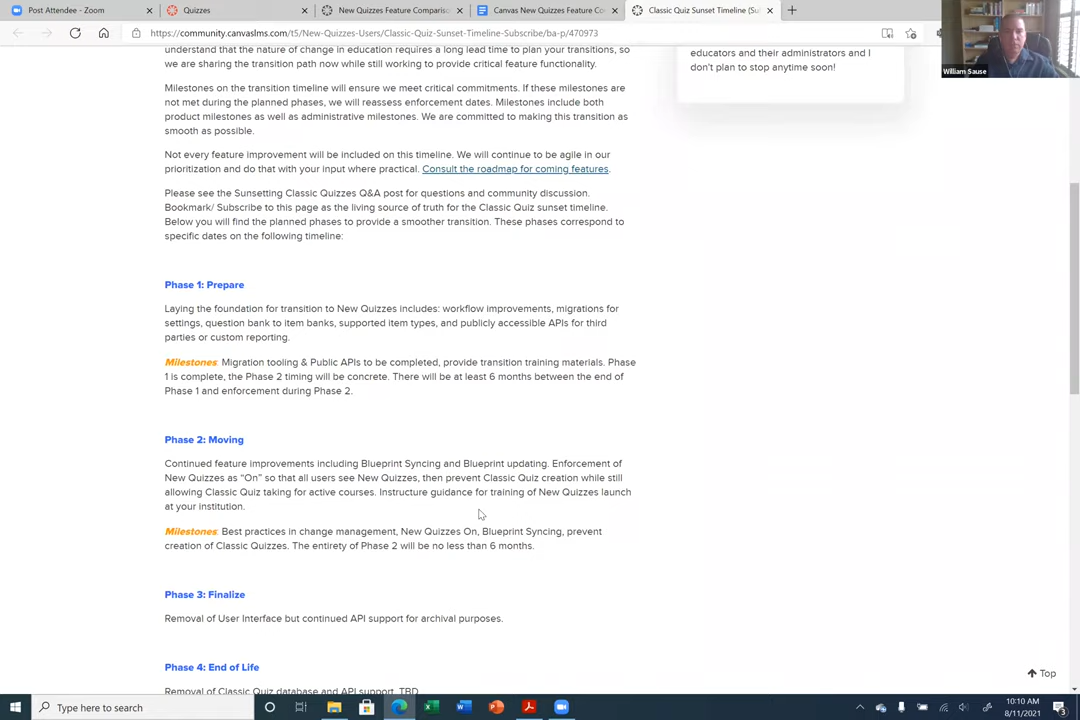 Post Attendee - Zoom
Quizzes
New Quizzes Feature Comparis
Canvas New Quizzes Feature Co
Classic Quiz Sunset Timeline (Su
https://community.canvaslms.com/t5/New-Quizzes-Users/Classic-Quiz-Sunset-Timeline-Subscribe/ba-p/470973
William Sause
educators and their administrators and I
don't plan to stop anytime soon!
understand that the nature of change in education requires a long lead time to plan your transitions, so
we are sharing the transition path now while still working to provide critical feature functionality.
Milestones on the transition timeline will ensure we meet critical commitments. If these milestones are
not met during the planned phases, we will reassess enforcement dates. Milestones include both
product milestones as well as administrative milestones. We are committed to making this transition as
smooth as possible.
Not every feature improvement will be included on this timeline. We will continue to be agile in our
prioritization and do that with your input where practical. Consult the roadmap for coming features.
Please see the Sunsetting Classic Quizzes Q&A post for questions and community discussion.
Bookmark/ Subscribe to this page as the living source of truth for the Classic Quiz sunset timeline.
Below you will find the planned phases to provide a smoother transition. These phases correspond to
specific dates on the following timeline:
Phase 1: Prepare
Laying the foundation for transition to New Quizzes includes: workflow improvements, migrations for
settings, question bank to item banks, supported item types, and publicly accessible APIs for third
parties or custom reporting.
Milestones: Migration tooling & Public APIs to be completed, provide transition training materials. Phase
1 is complete, the Phase 2 timing will be concrete. There will be at least 6 months between the end of
Phase 1 and enforcement during Phase 2.
Phase 2: Moving
Continued feature improvements including Blueprint Syncing and Blueprint updating. Enforcement of
New Quizzes as “On” so that all users see New Quizzes, then prevent Classic Quiz creation while still
allowing Classic Quiz taking for active courses. Instructure guidance for training of New Quizzes launch
at your institution.
Milestones: Best practices in change management, New Quizzes On, Blueprint Syncing, prevent
creation of Classic Quizzes. The entirety of Phase 2 will be no less than 6 months.
Phase 3: Finalize
Removal of User Interface but continued API support for archival purposes.
Phase 4: End of Life
Removal of Classic Quiz database and API support. TBD
Top
Type here to search
10:10 AM
8/11/2021
3